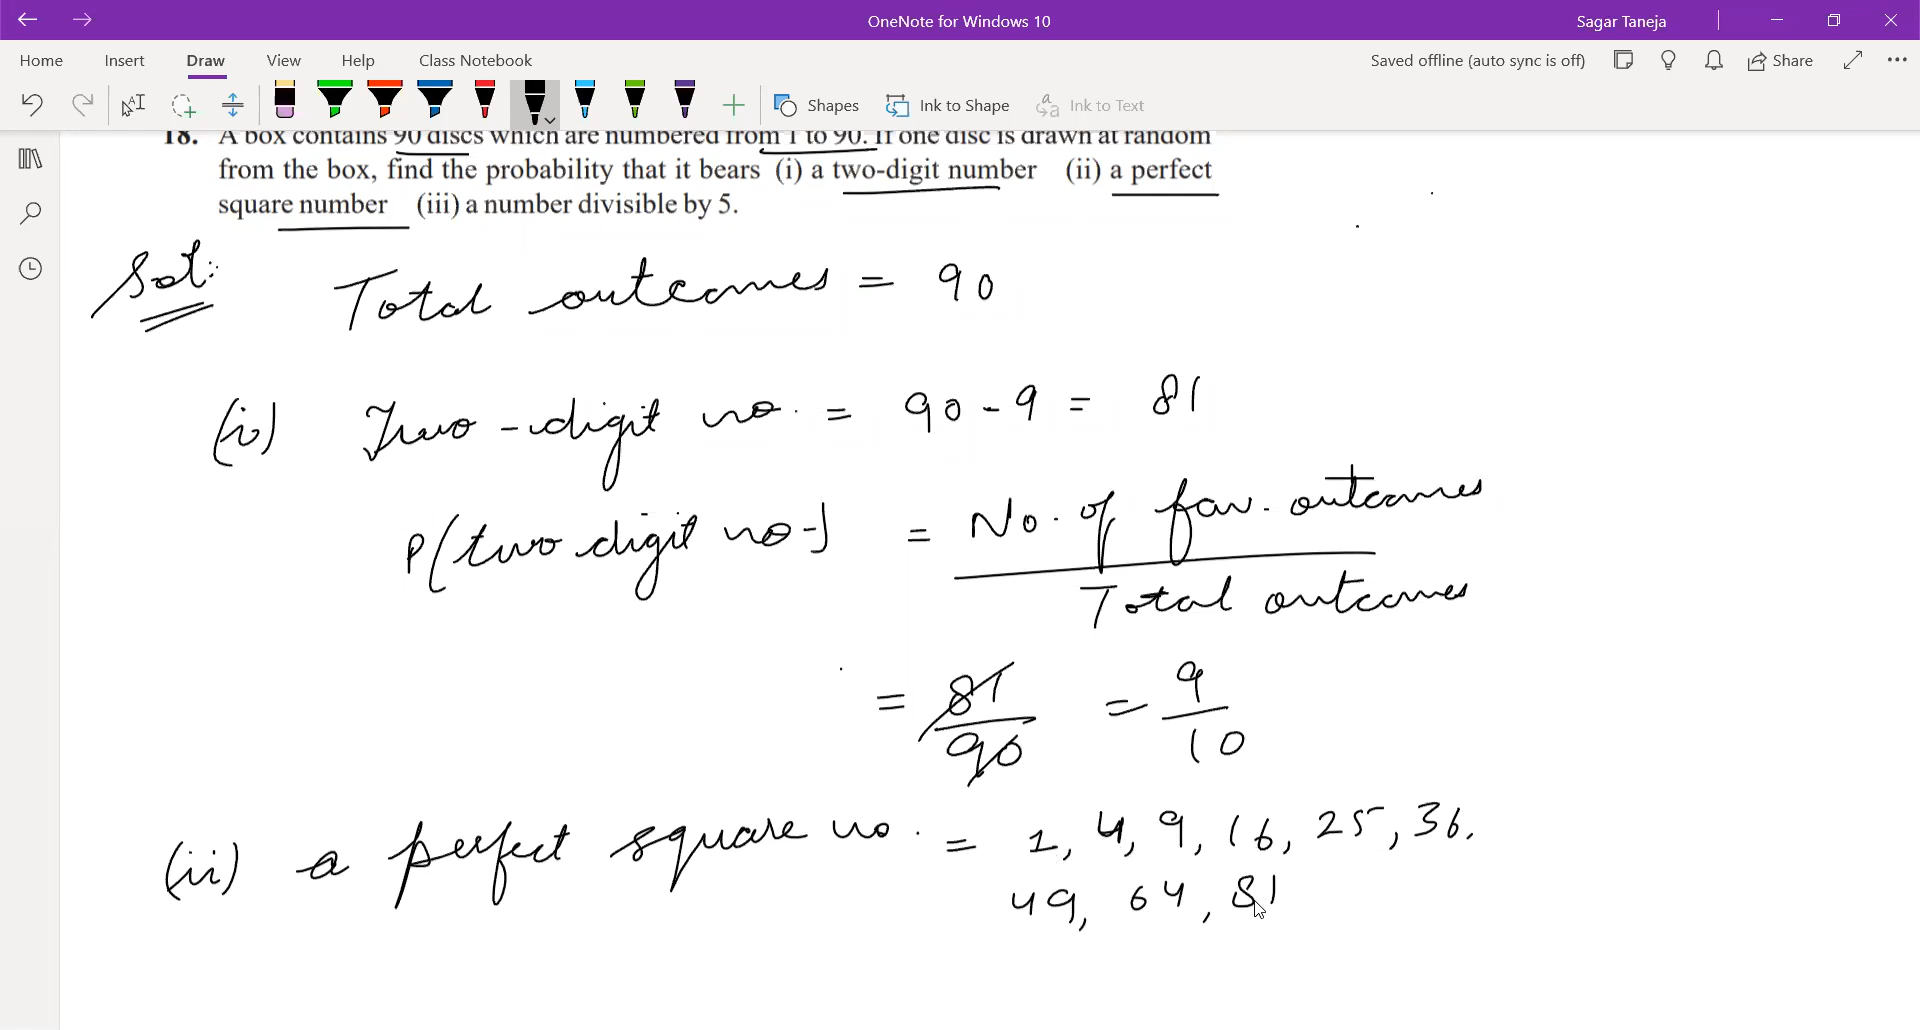 OneNote for Windows 10
Sagar Taneja
Home Insert Draw View Help Class Notebook
Saved offline (auto sync is off) Share
Shapes Ink to Shape Ink to Text
18. A box contains 90 discs which are numbered from 1 to 90. If one disc is drawn at random
from the box, find the probability that it bears (i) a two-digit number (ii) a perfect
square number (iii) a number divisible by 5.
Sol: Total outcomes = 90
(i) Two-digit no. = 90 - 9 = 81
P(two digit no.) = No. of fav. outcomes
Total outcomes
= 81/90 = 9/10
(ii) a perfect square no. = 1, 4, 9, 16, 25, 36,
49, 64, 81